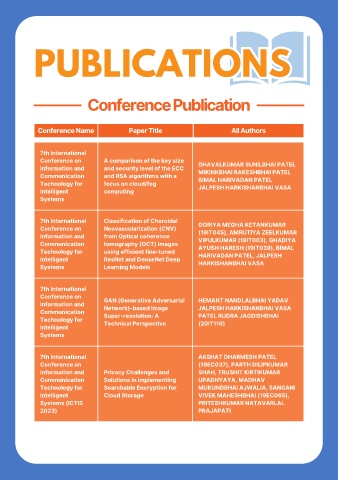 PUBLICATIONS
Conference Publication
Conference Name
Paper Title
All Authors
7th International
Conference on
Information and
Communication
Technology for
Intelligent
Systems
A comparison of the key size
and security level of the ECC
and RSA algorithms with a
focus on cloud/fog
computing
DHAVALKUMAR SUNILBHAI PATEL
MIKINKBHAI RAKESHBHAI PATEL
BIMAL HARIVADAN PATEL
JALPESH HARKISHANBHAI VASA
7th International
Conference on
Information and
Communication
Technology for
Intelligent
Systems
Classification of Choroidal
Neovascularization (CNV)
from Optical coherence
tomography (OCT) images
using efficient fine-tuned
ResNet and DenseNet Deep
Learning Models
GORIYA MEGHA KETANKUMAR
(19IT045), AMRUTIYA ZEELKUMAR
VIPULKUMAR (19IT003), GHADIYA
AYUSH HARESH (19IT039), BIMAL
HARIVADAN PATEL, JALPESH
HARKISHANBHAI VASA
7th International
Conference on
Information and
Communication
Technology for
Intelligent
Systems
GAN (Generative Adversarial
Network)-based Image
Super-resolution: A
Technical Perspective
HEMANT NANDLALBHAI YADAV
JALPESH HARKISHANBHAI VASA
PATEL RUDRA JAGDISHBHAI
(20IT110)
7th International
Conference on
Information and
Communication
Technology for
Intelligent
Systems (ICTIS
2023)
Privacy Challenges and
Solutions in Implementing
Searchable Encryption for
Cloud Storage
AKSHAT DHARMESH PATEL
(19EC037), PARTH DILIPKUMAR
SHAH, TRUSHIT KIRTIKUMAR
UPADHYAYA, MADHAV
MUKUNDBHAI AJWALIA, SANGANI
VIVEK MAHESHBHAI (19EC065),
PRITESHKUMAR NATAVARLAL
PRAJAPATI